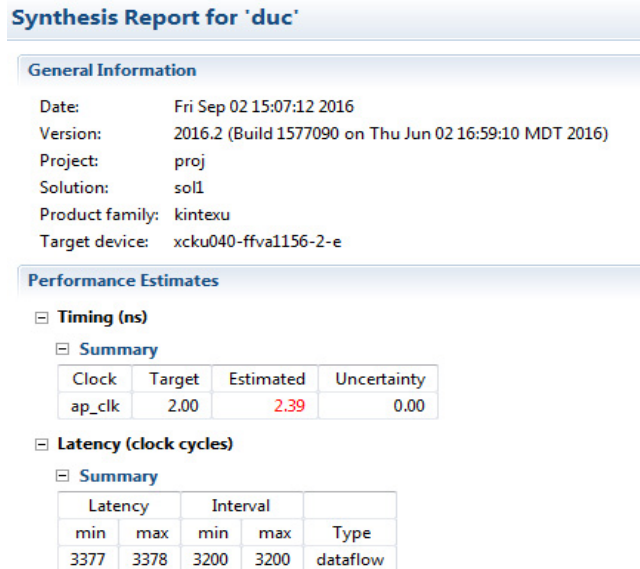 Synthesis Report for 'duc'
General Information
Date: Fri Sep 02 15:07:12 2016
Version: 2016.2 (Build 1577090 on Thu Jun 02 16:59:10 MDT 2016)
Project: proj
Solution: sol1
Product family: kintexu
Target device: xcku040-ffva1156-2-e
Performance Estimates
Timing (ns)
Summary
Clock Target Estimated Uncertainty
ap_clk 2.00 2.39 0.00
Latency (clock cycles)
Summary
Latency Interval
min max min max Type
3377 3378 3200 3200 dataflow